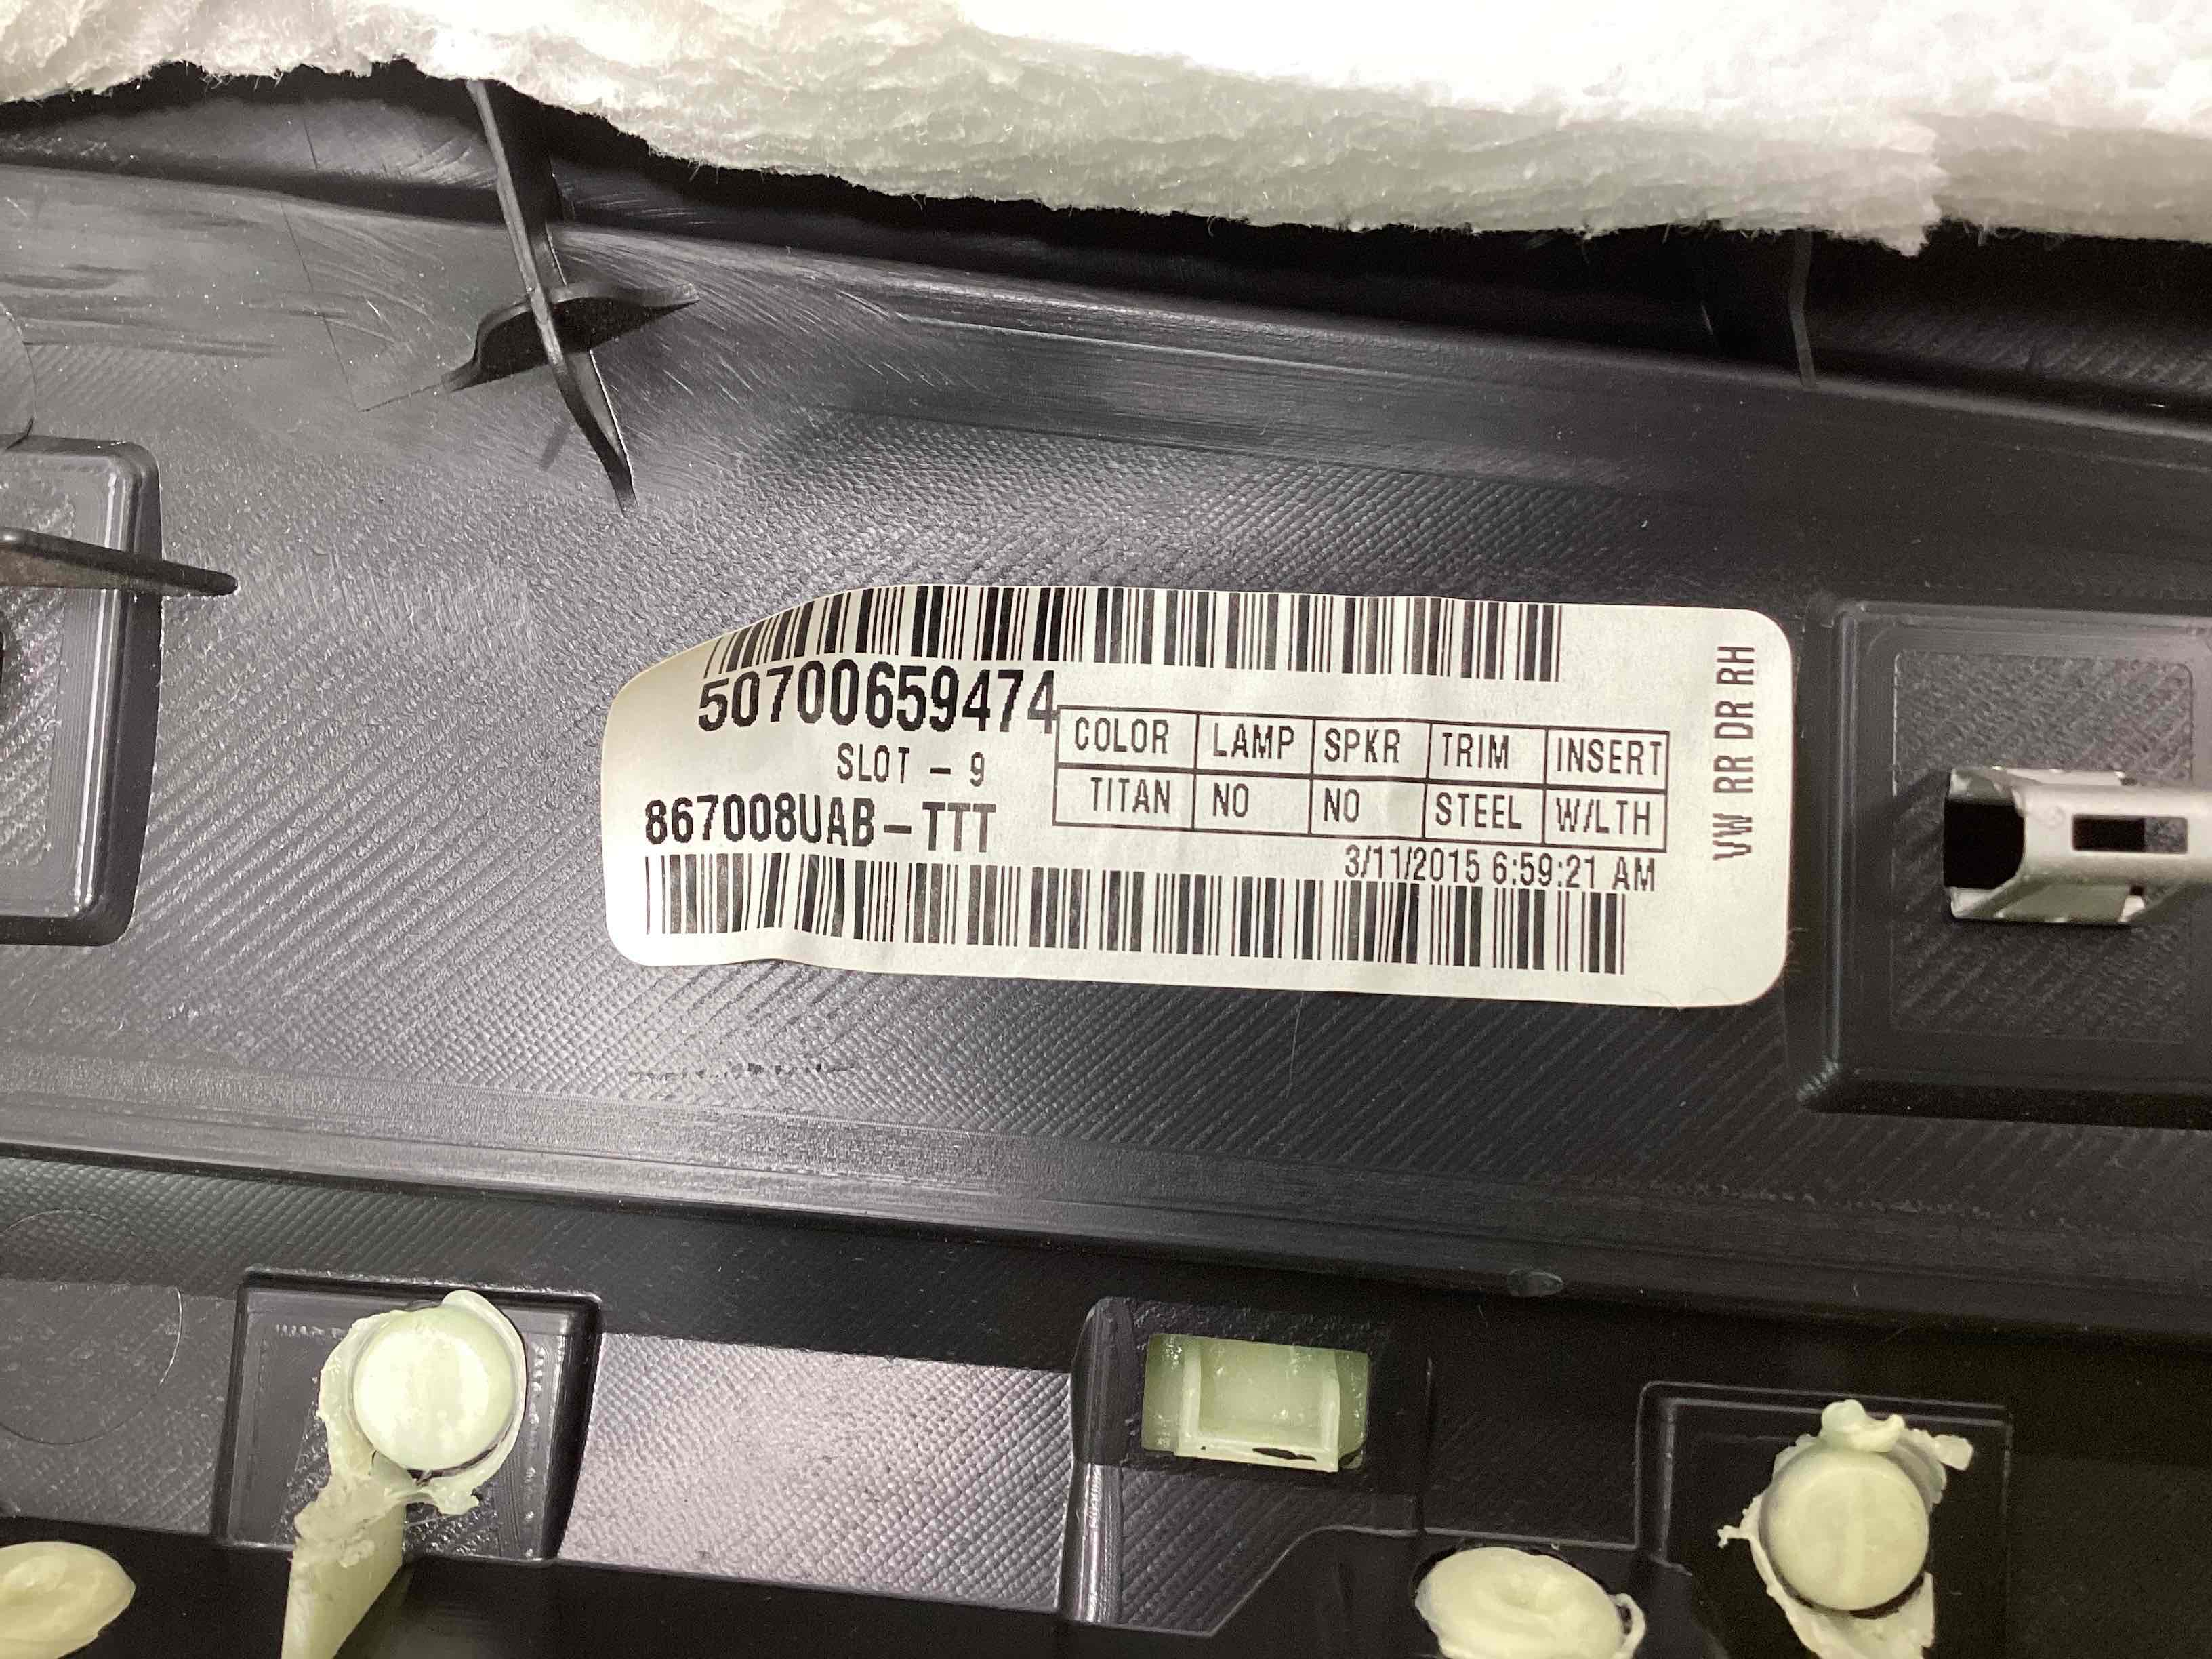 50700659474
SLOT - 9
867008UAB-TTT
COLOR LAMP SPKR TRIM INSERT
TITAN NO NO STEEL W/LTH
3/11/2015 6:59:21 AM
VW RR DR RH